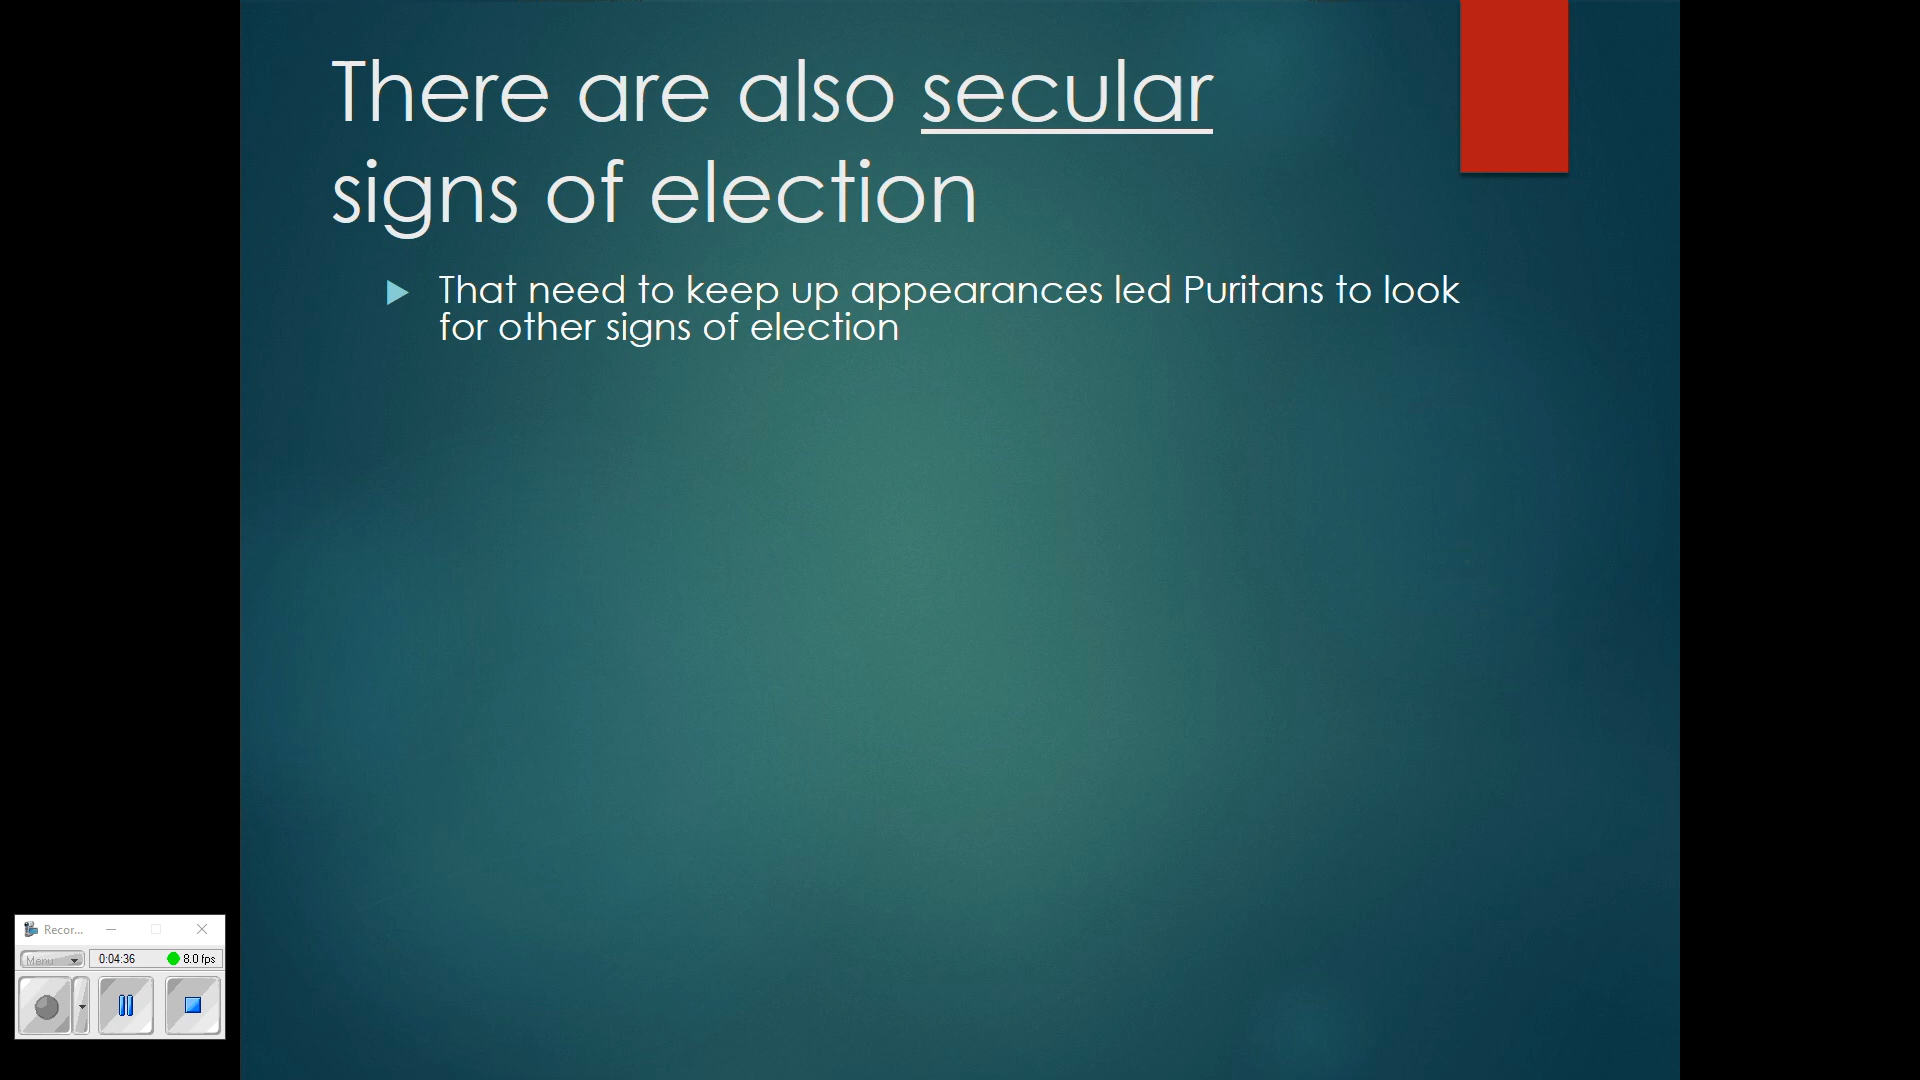 There are also secular
signs of election
That need to keep up appearances led Puritans to look
for other signs of election
Recor...
Menu
0:04:36 8.0 fps